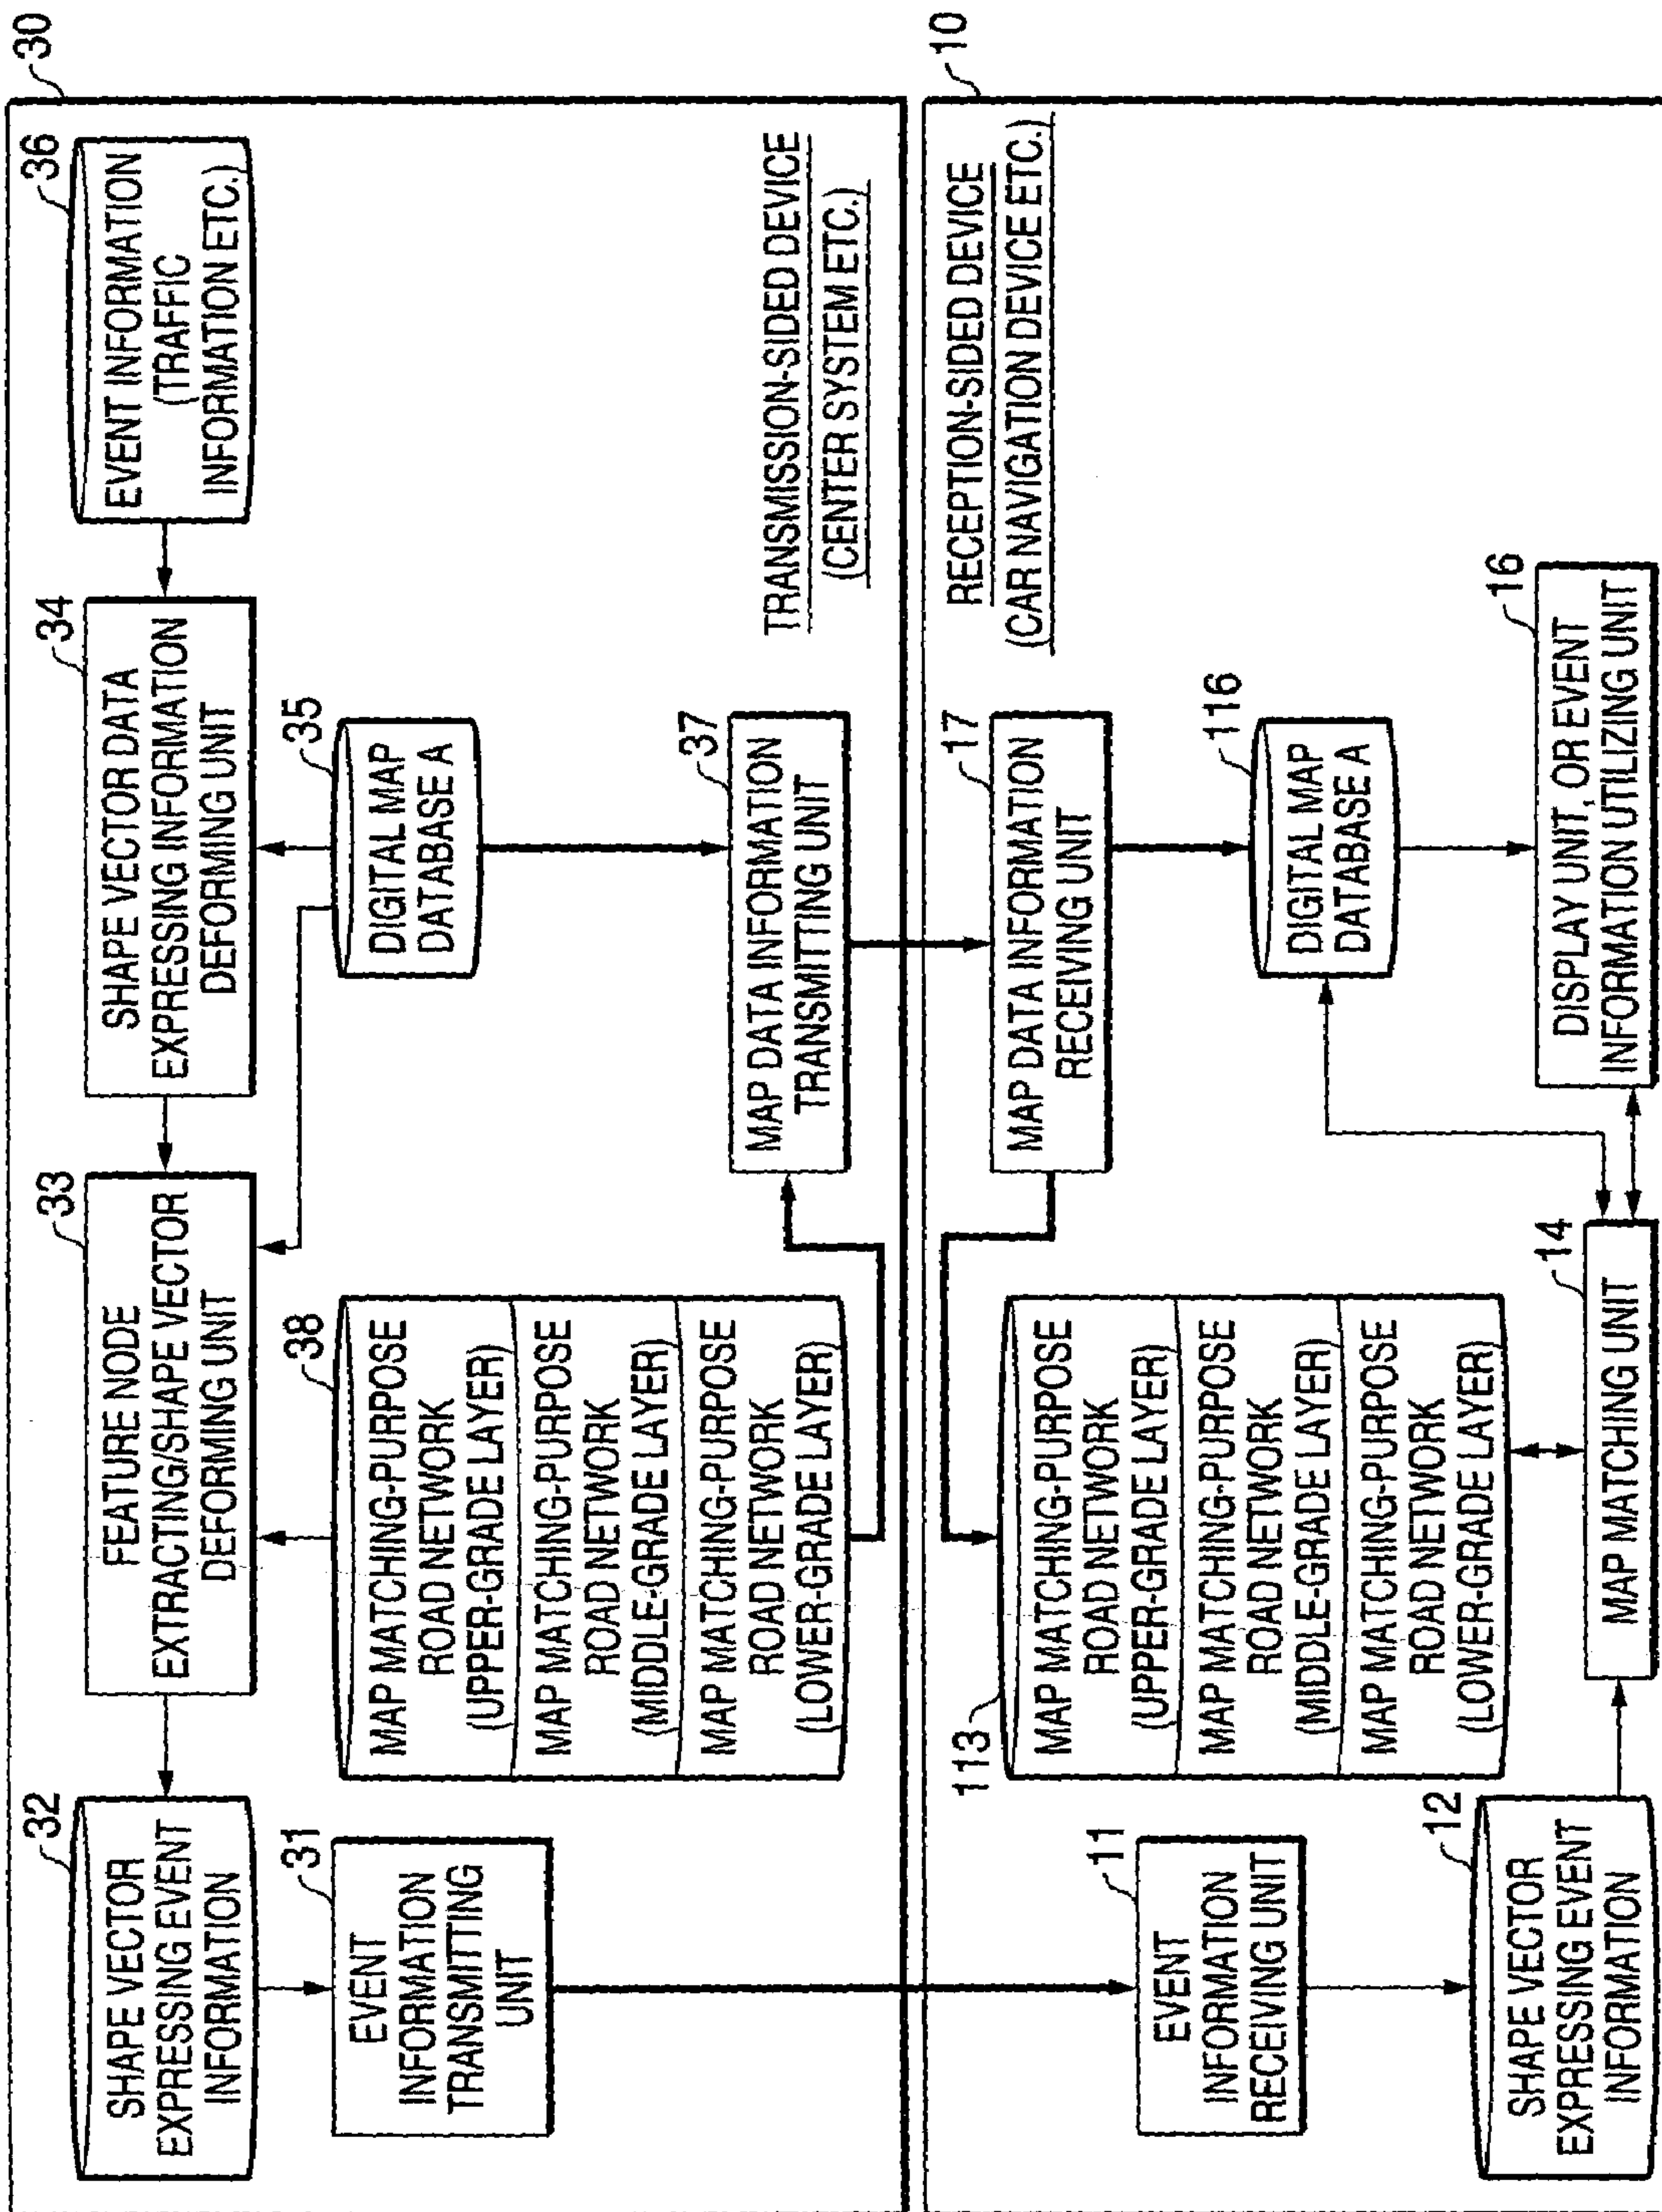 30
32
SHAPE VECTOR
EXPRESSING EVENT
INFORMATION
33
FEATURE NODE
EXTRACTING/SHAPE VECTOR
DEFORMING UNIT
34
SHAPE VECTOR DATA
EXPRESSING INFORMATION
DEFORMING UNIT
36
EVENT INFORMATION
(TRAFFIC
INFORMATION ETC.)
31
EVENT
INFORMATION
TRANSMITTING
UNIT
38
MAP MATCHING-PURPOSE
ROAD NETWORK
(UPPER-GRADE LAYER)
MAP MATCHING-PURPOSE
ROAD NETWORK
(MIDDLE-GRADE LAYER)
MAP MATCHING-PURPOSE
ROAD NETWORK
(LOWER-GRADE LAYER)
35
DIGITAL MAP
DATABASE A
37
MAP DATA INFORMATION
TRANSMITTING UNIT
TRANSMISSION-SIDED DEVICE
(CENTER SYSTEM ETC.)
10
RECEPTION-SIDED DEVICE
(CAR NAVIGATION DEVICE ETC.)
11
EVENT
INFORMATION
RECEIVING UNIT
113
MAP MATCHING-PURPOSE
ROAD NETWORK
(UPPER-GRADE LAYER)
MAP MATCHING-PURPOSE
ROAD NETWORK
(MIDDLE-GRADE LAYER)
MAP MATCHING-PURPOSE
ROAD NETWORK
(LOWER-GRADE LAYER)
17
MAP DATA INFORMATION
RECEIVING UNIT
116
DIGITAL MAP
DATABASE A
12
SHAPE VECTOR
EXPRESSING EVENT
INFORMATION
14
MAP MATCHING UNIT
16
DISPLAY UNIT, OR EVENT
INFORMATION UTILIZING UNIT